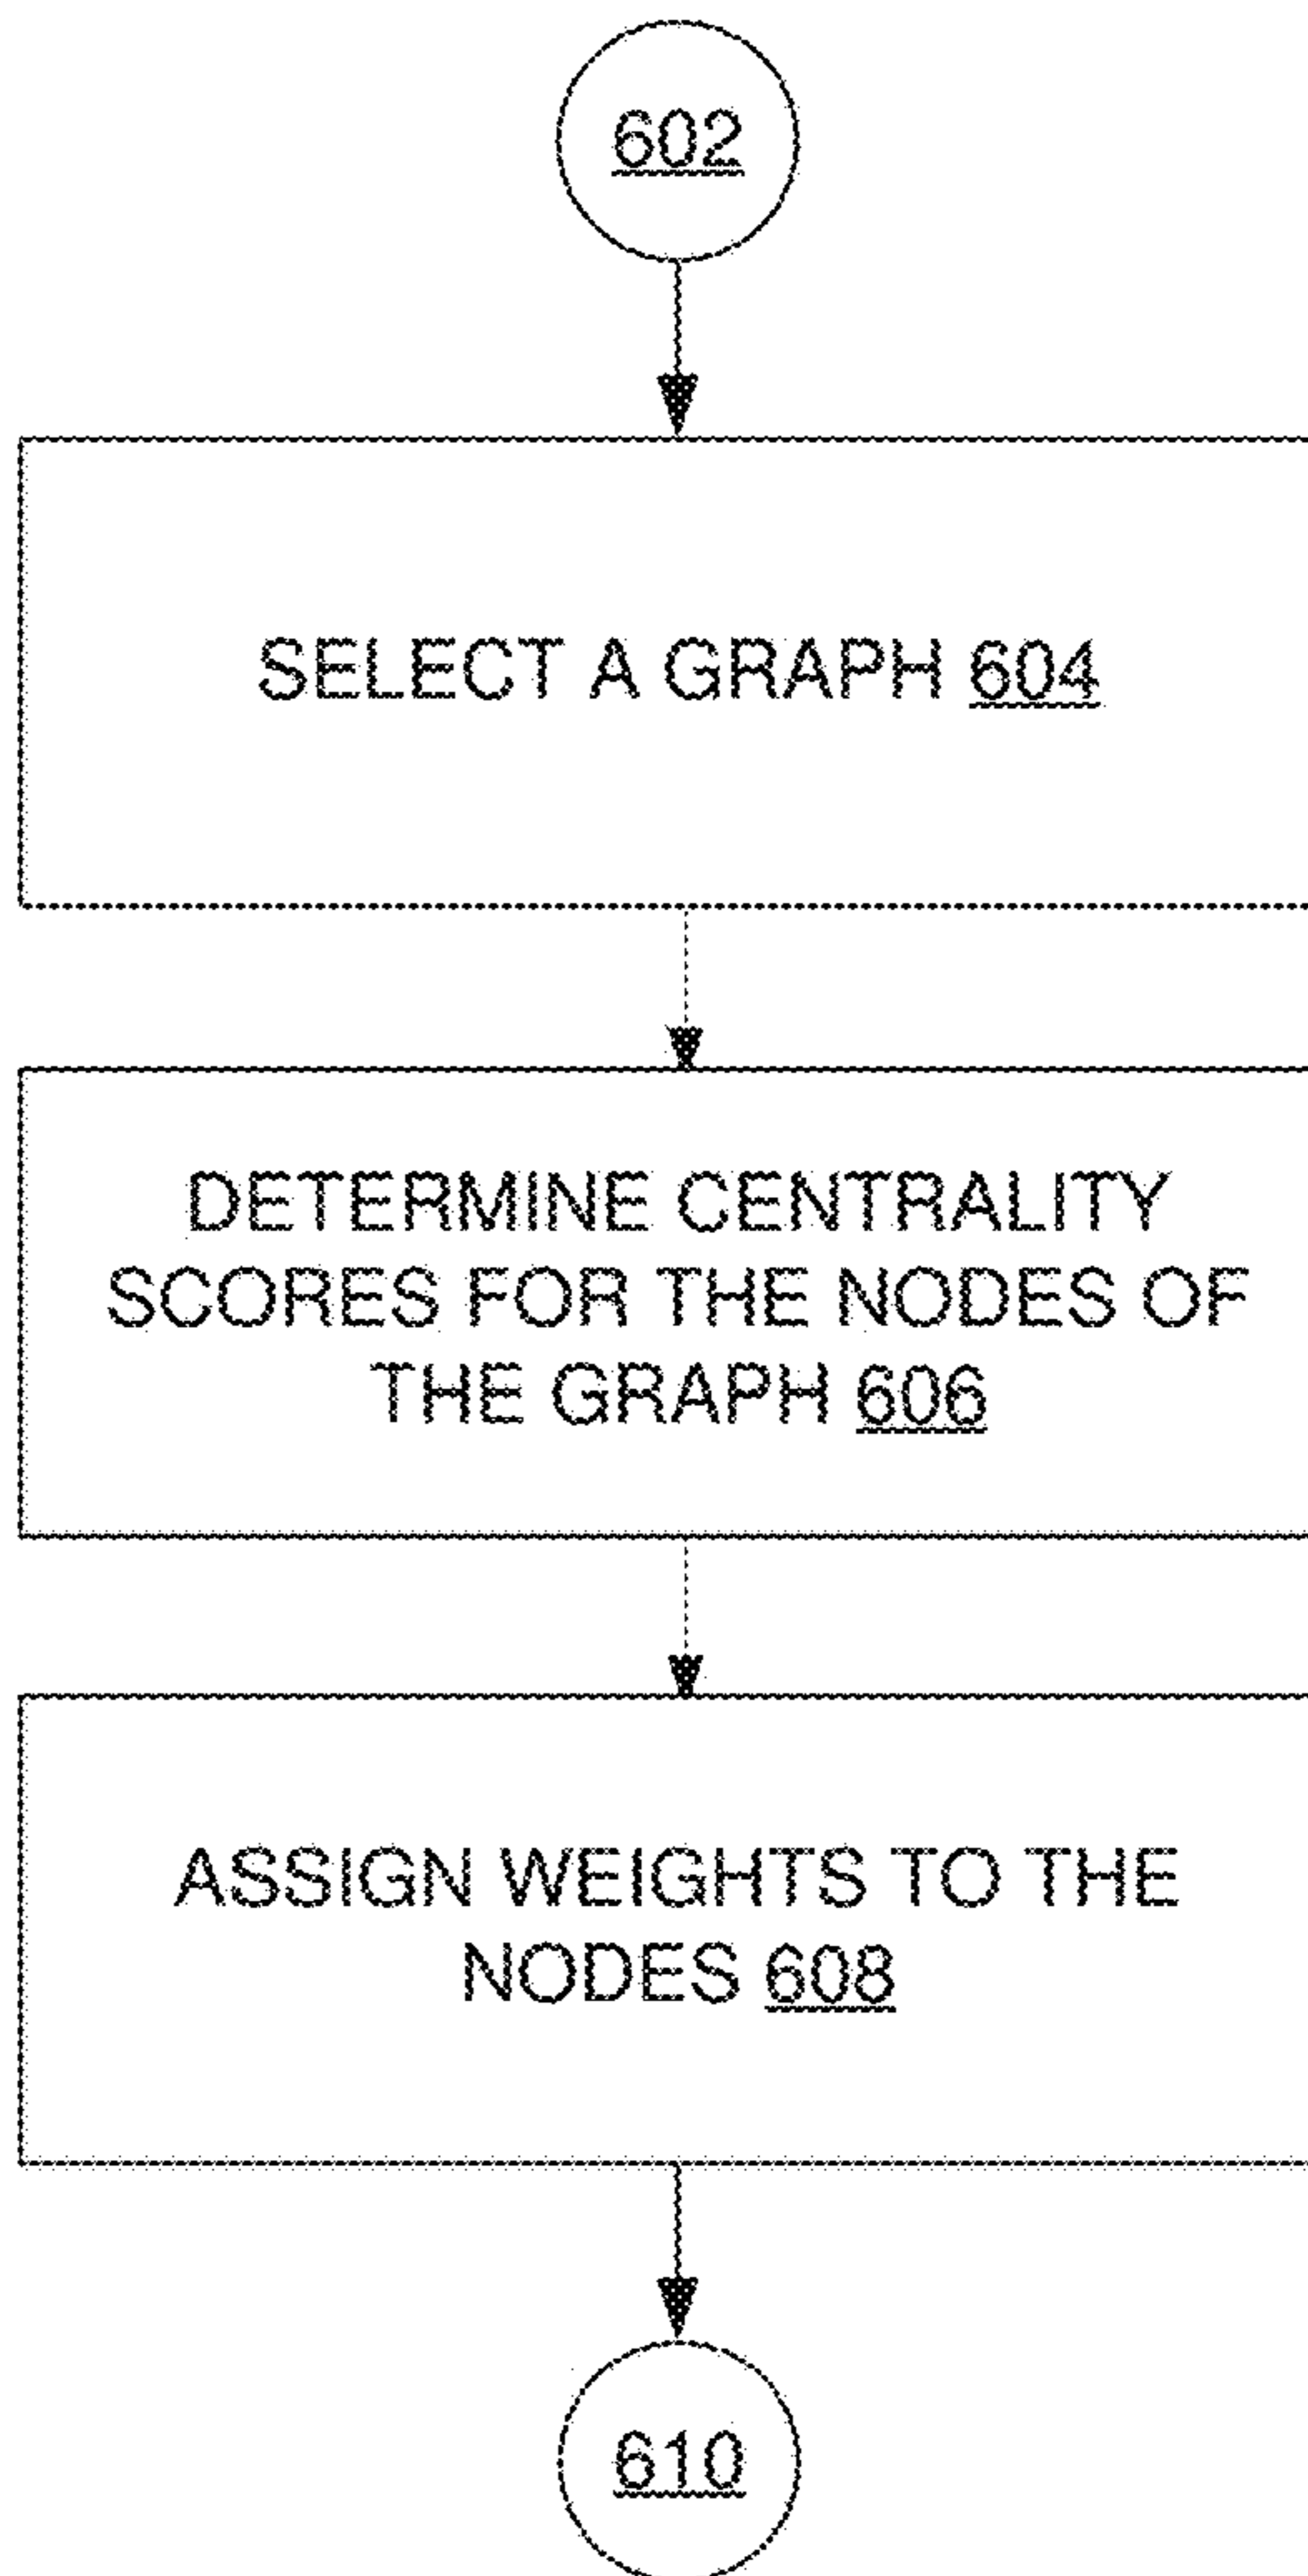 602
SELECT A GRAPH 604
DETERMINE CENTRALITY
SCORES FOR THE NODES OF
THE GRAPH 606
ASSIGN WEIGHTS TO THE
NODES 608
610